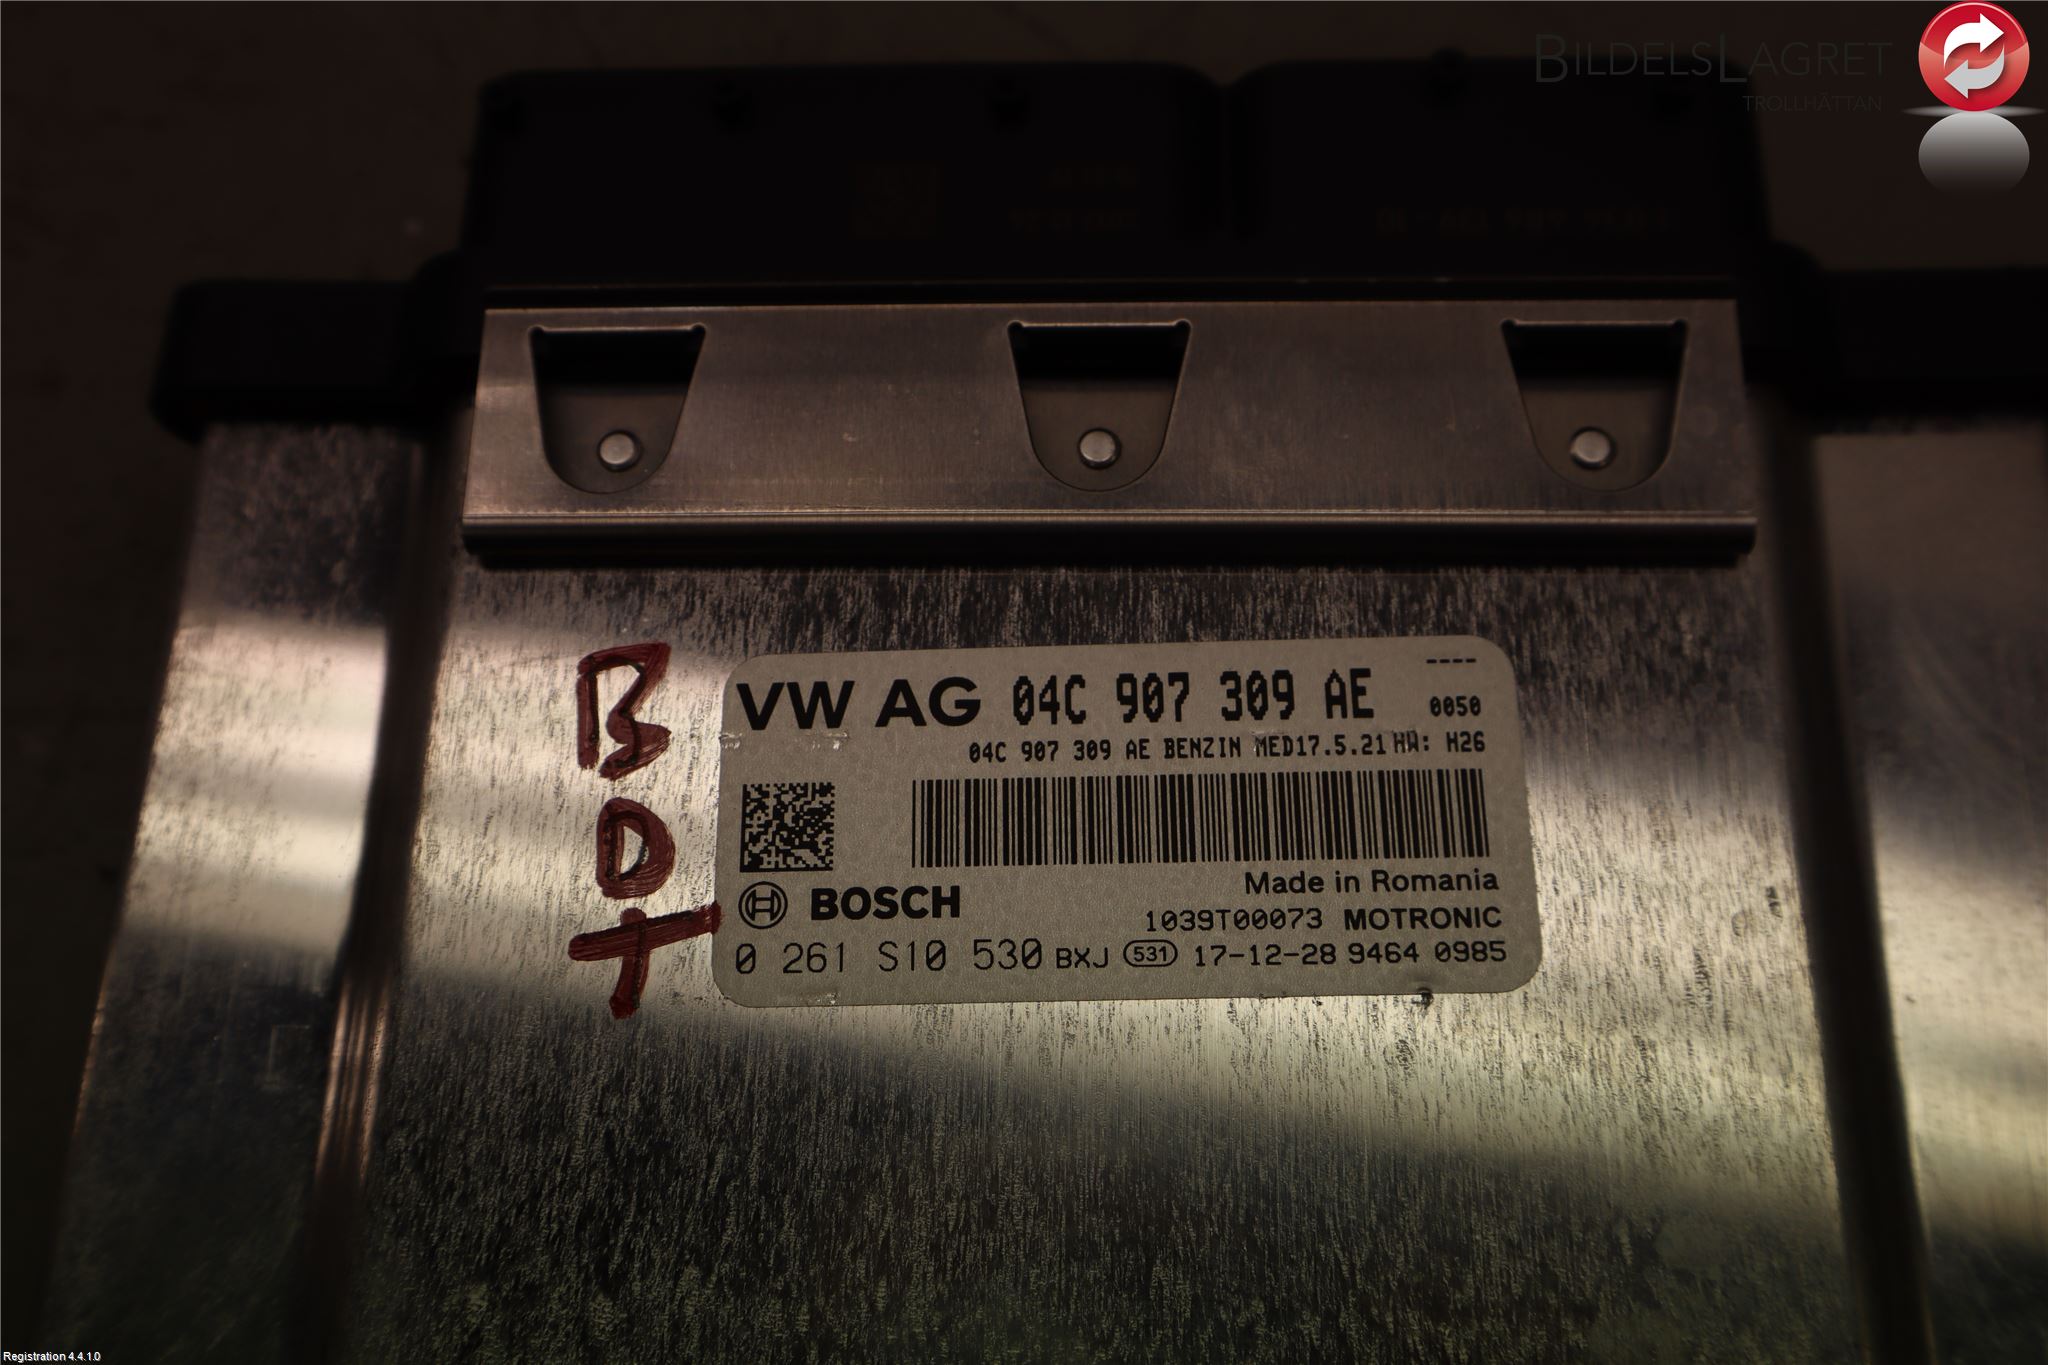 BILDELSLAGRET
TROLLHÄTTAN
B
D
T
VW AG 04C 907 309 AE ----
0050
04C 907 309 AE BENZIN MED17.5.21 HW: H26
Made in Romania
BOSCH
1039T00073 MOTRONIC
0 261 S10 530 BXJ 531 17-12-28 9464 0985
Registration 4.4.1.0